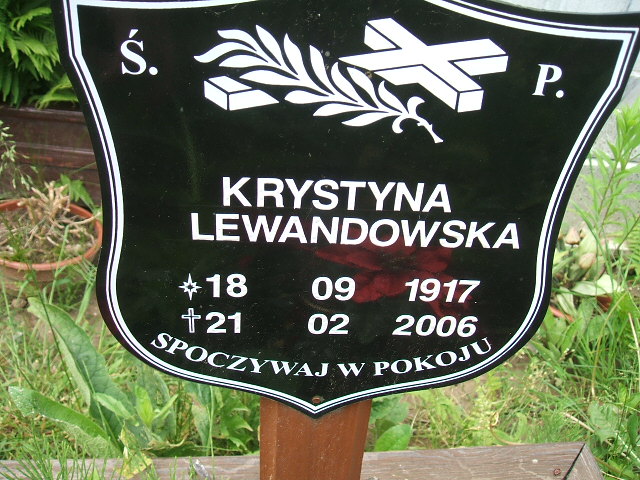 Ś. P.
KRYSTYNA
LEWANDOWSKA
18 09 1917
21 02 2006
SPOCZYWAJ W POKOJU